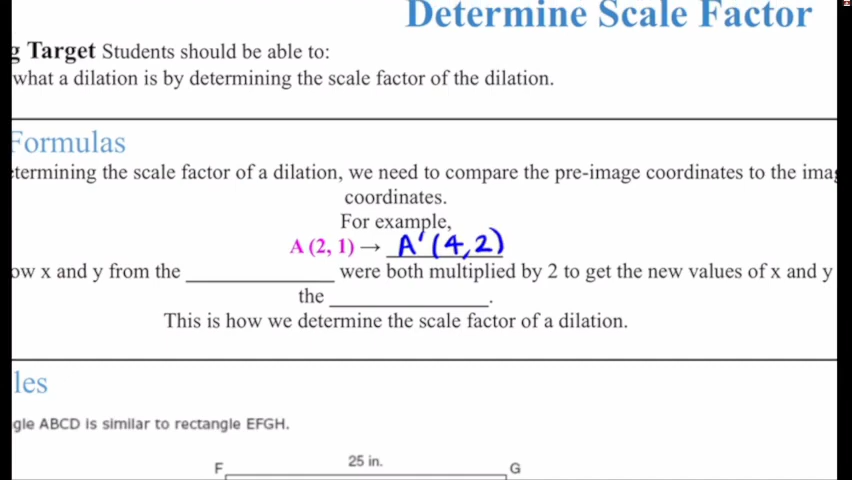 Determine Scale Factor
g Target Students should be able to:
what a dilation is by determining the scale factor of the dilation.
Formulas
termining the scale factor of a dilation, we need to compare the pre-image coordinates to the ima
coordinates.
For example,
A (2, 1) → A'(4,2)
ow x and y from the ______________ were both multiplied by 2 to get the new values of x and y
the ______________.
This is how we determine the scale factor of a dilation.
les
gle ABCD is similar to rectangle EFGH.
F 25 in. G